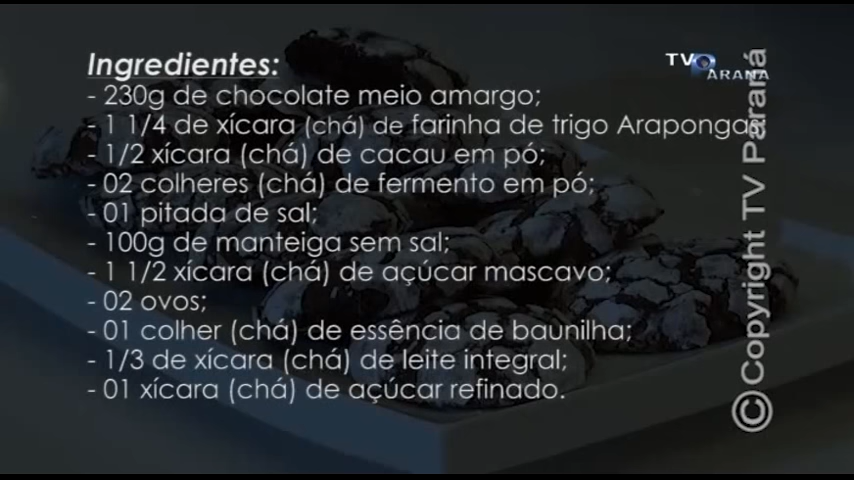 Ingredientes:
- 230g de chocolate meio amargo;
- 1 1/4 de xícara (chá) de farinha de trigo Arapongas;
- 1/2 xícara (chá) de cacau em pó;
- 02 colheres (chá) de fermento em pó;
- 01 pitada de sal;
- 100g de manteiga sem sal;
- 1 1/2 xícara (chá) de açúcar mascavo;
- 02 ovos;
- 01 colher (chá) de essência de baunilha;
- 1/3 de xícara (chá) de leite integral;
- 01 xícara (chá) de açúcar refinado.
TV
PARANÁ
© Copyright TV Paraná